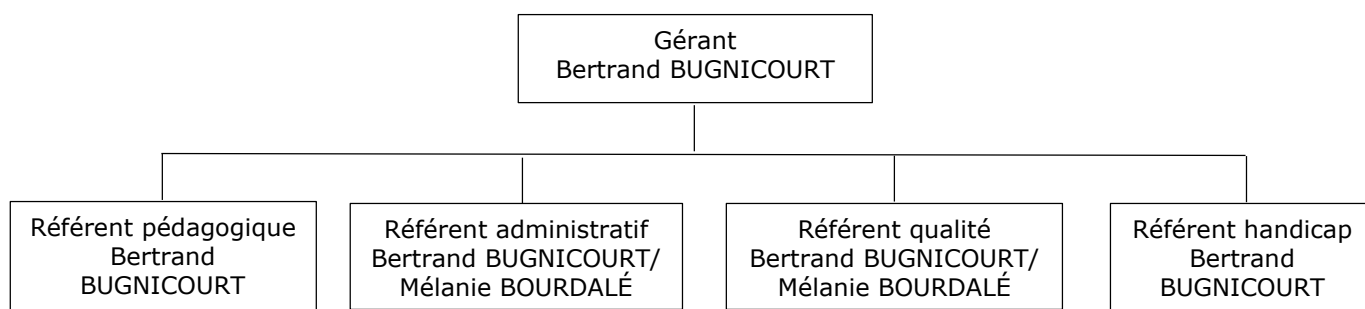 Gérant
Bertrand BUGNICOURT
Référent pédagogique
Bertrand
BUGNICOURT
Référent administratif
Bertrand BUGNICOURT/
Mélanie BOURDALÉ
Référent qualité
Bertrand BUGNICOURT/
Mélanie BOURDALÉ
Référent handicap
Bertrand
BUGNICOURT